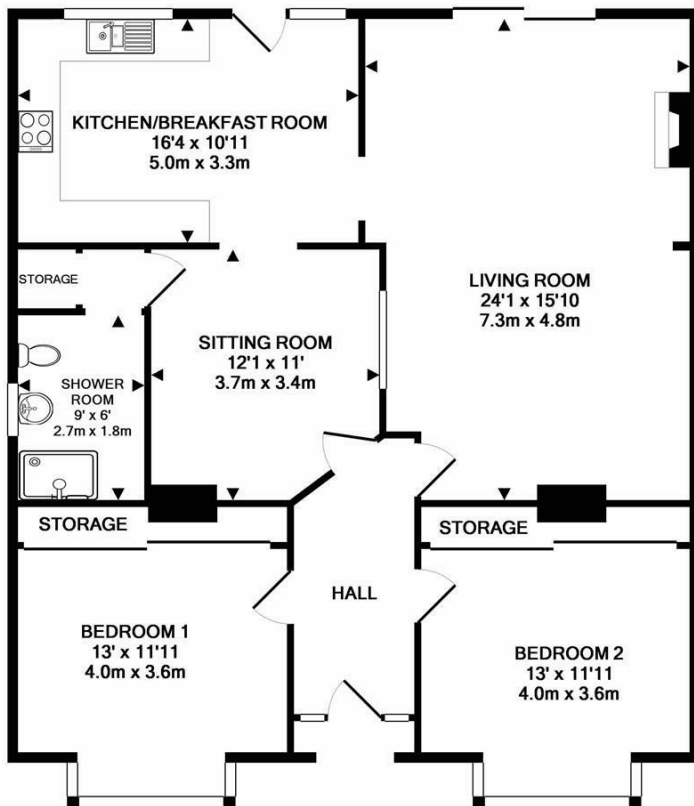 KITCHEN/BREAKFAST ROOM
16'4 x 10'11
5.0m x 3.3m
STORAGE
LIVING ROOM
24'1 x 15'10
7.3m x 4.8m
SITTING ROOM
12'1 x 11'
3.7m x 3.4m
SHOWER
ROOM
9' x 6'
2.7m x 1.8m
STORAGE
STORAGE
HALL
BEDROOM 1
13' x 11'11
4.0m x 3.6m
BEDROOM 2
13' x 11'11
4.0m x 3.6m